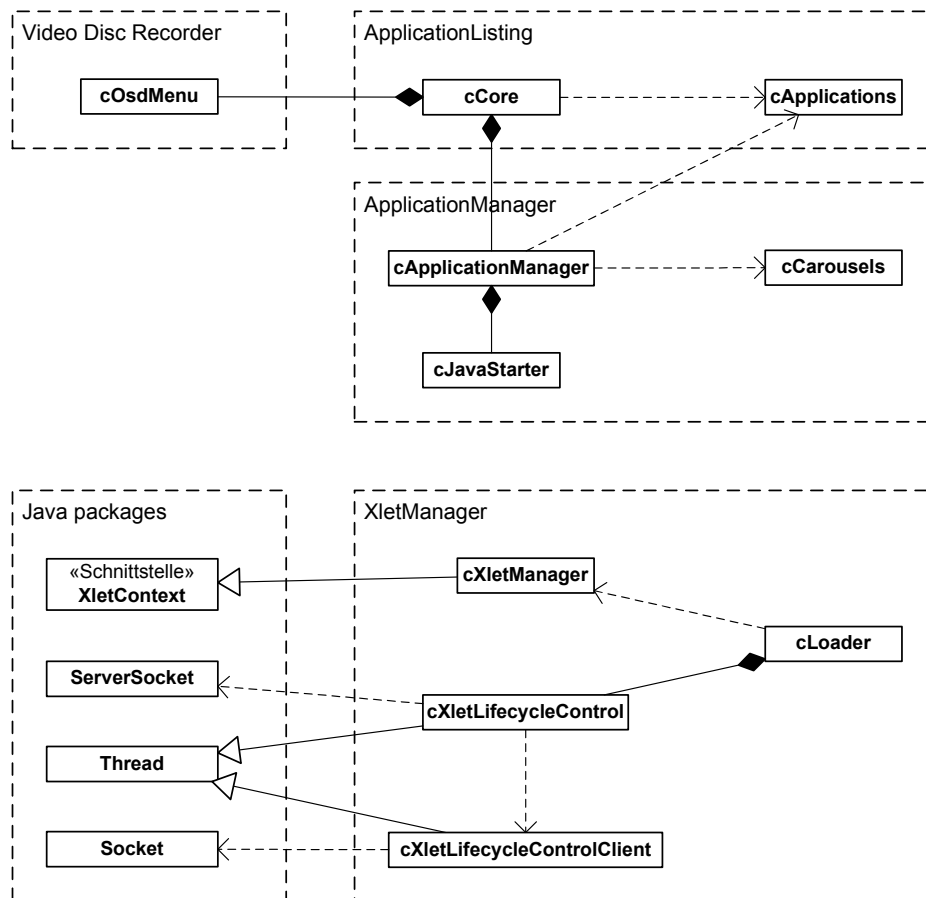 Video Disc Recorder
cOsdMenu
ApplicationListing
cCore
cApplications
ApplicationManager
cApplicationManager
cCarousels
cJavaStarter
Java packages
«Schnittstelle»
XletContext
ServerSocket
Thread
Socket
XletManager
cXletManager
cLoader
cXletLifecycleControl
cXletLifecycleControlClient